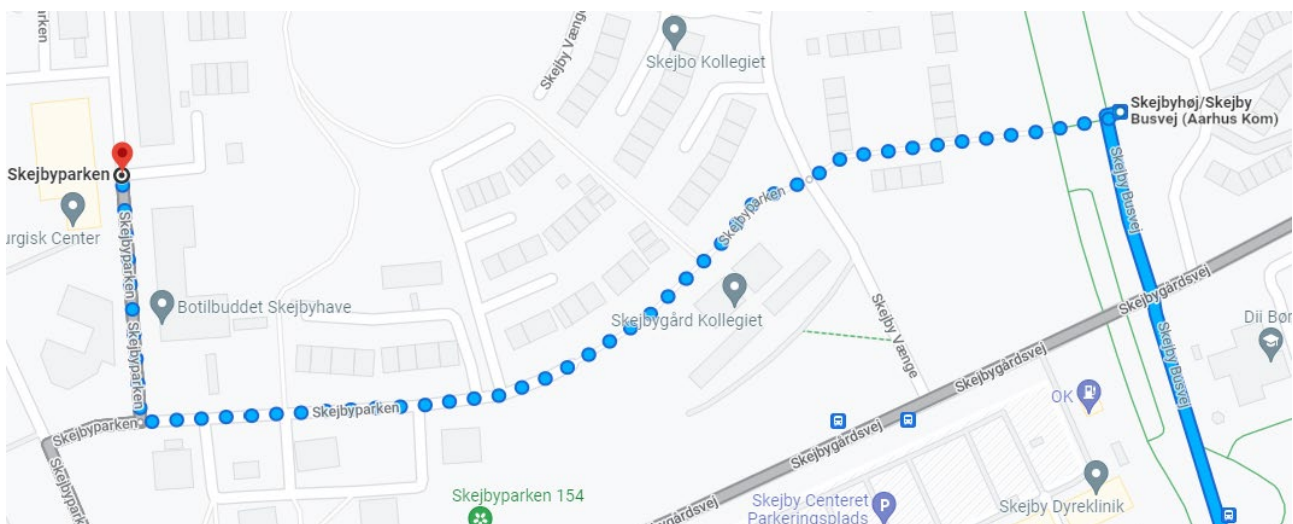 arken
Skejby Vænge
Skejbo Kollegiet
Skejbyhøj/Skejby
Busvej (Aarhus Kom)
Skejbyparken
urgisk Center
Skejbyparken
Skejbyparken
Botilbuddet Skejbyhave
Skejbyparken
Skejbygård Kollegiet
Skejby Vænge
Skejby Busvej
Skejbygårdsvej
Skejby Busvej
Dii Bør
Skejbyparken
Skejbyparken
Skejbyparken
Skejbygårdsvej
Skejbygårdsvej
OK
Skejbyparken 154
Skejby Centeret
Parkeringsplads
P
Skejby Dyreklinik